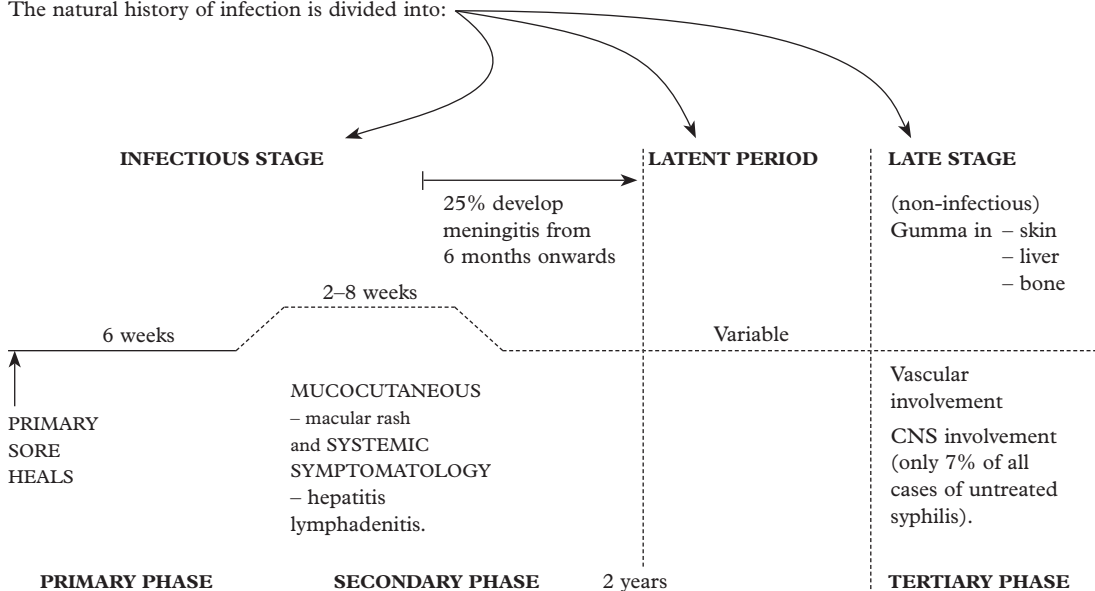 The natural history of infection is divided into:
INFECTIOUS STAGE
LATENT PERIOD
LATE STAGE
25% develop
meningitis from
6 months onwards
(non-infectious)
Gumma in – skin
– liver
– bone
2–8 weeks
6 weeks
Variable
PRIMARY
SORE
HEALS
MUCOCUTANEOUS
– macular rash
and SYSTEMIC
SYMPTOMATOLOGY
– hepatitis
lymphadenitis.
Vascular
involvement
CNS involvement
(only 7% of all
cases of untreated
syphilis).
PRIMARY PHASE
SECONDARY PHASE
2 years
TERTIARY PHASE